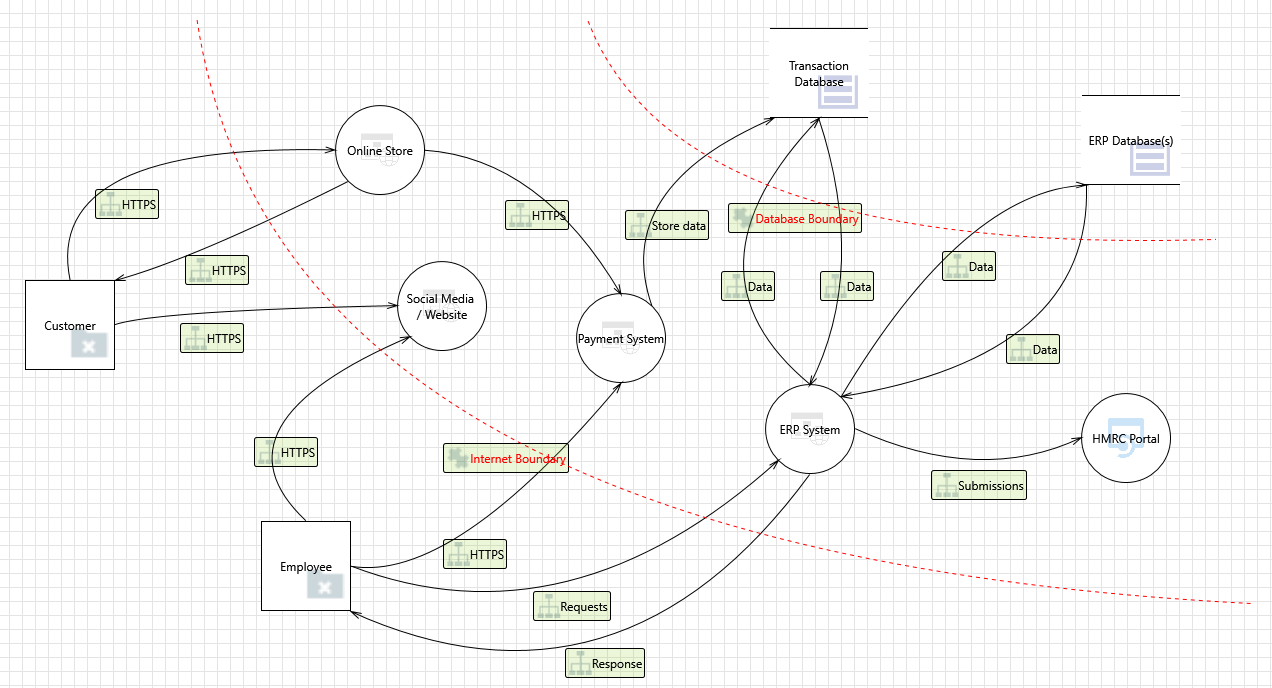 Transaction
Database
ERP Database(s)
Online Store
HTTPS
HTTPS
Store data
Database Boundary
HTTPS
Data
Data
Data
Customer
Social Media
/ Website
HTTPS
Payment System
Data
ERP System
HMRC Portal
HTTPS
Internet Boundary
Submissions
HTTPS
Employee
Requests
Response